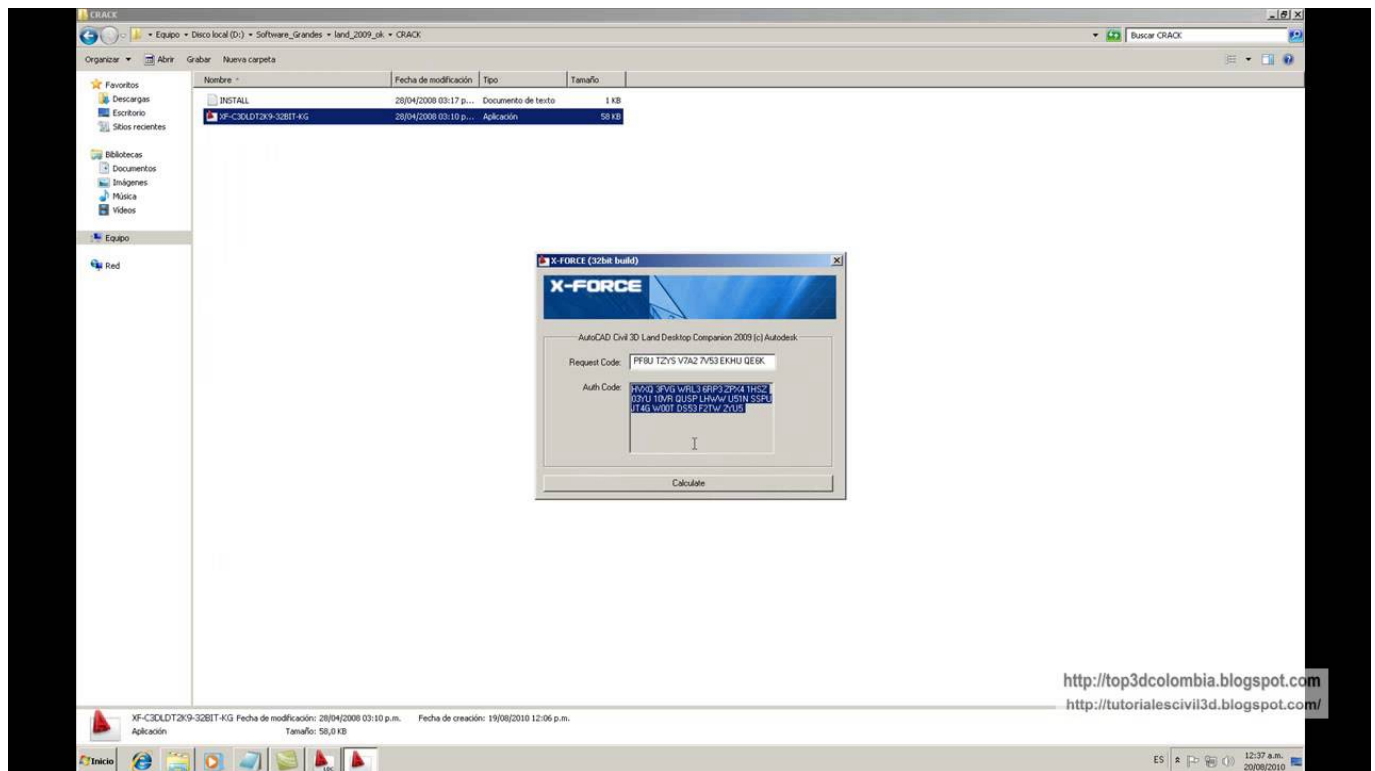 CRACK
Equipo
Disco local (D:)
Software_Grandes
land_2009_ok
CRACK
Buscar CRACK
Organizar
Abrir
Grabar
Nueva carpeta
Favoritos
Descargas
Escritorio
Sitios recientes
Bibliotecas
Documentos
Imágenes
Música
Vídeos
Equipo
Red
Nombre
Fecha de modificación
Tipo
Tamaño
INSTALL
28/04/2008 03:17 p...
Documento de texto
1 KB
XF-C3DLDT2K9-32BIT-KG
28/04/2008 03:10 p...
Aplicación
58 KB
X-FORCE (32bit build)
X-FORCE
AutoCAD Civil 3D Land Desktop Companion 2009 (c) Autodesk
Request Code:
PF8U TZYS V7A2 7V53 EKHU QE6K
Auth Code:
HVXQ 3FVG WRL3 6RP3 ZPX4 1HSZ
03YU 10VR QUSP LHWW U51N SSPU
JT4G W00T DS53 F2TW ZYU5
Calculate
http://top3dcolombia.blogspot.com
http://tutorialescivil3d.blogspot.com/
XF-C3DLDT2K9-32BIT-KG Fecha de modificación: 28/04/2008 03:10 p.m.
Fecha de creación: 19/08/2010 12:06 p.m.
Aplicación
Tamaño: 58,0 KB
Inicio
LDC
ES
12:37 a.m.
20/08/2010